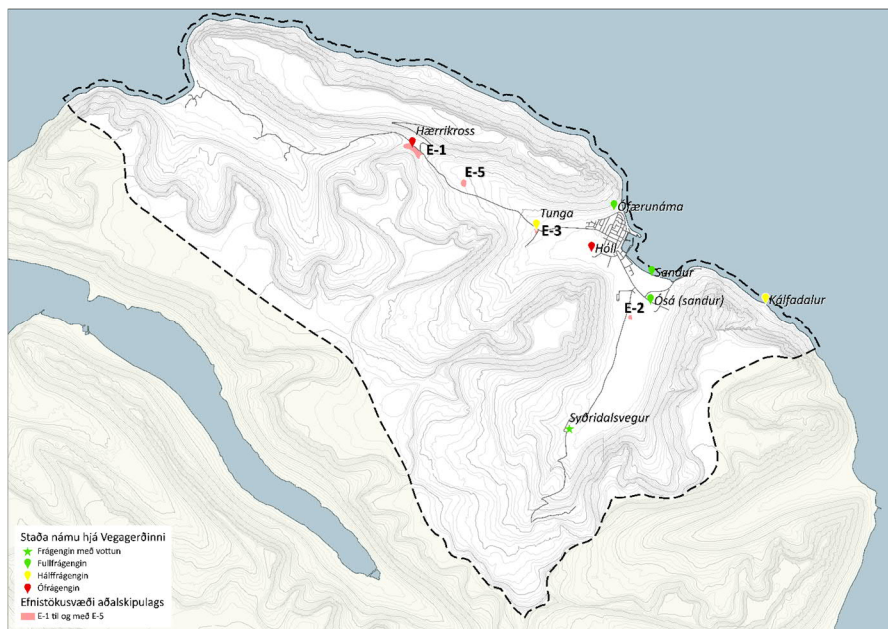 Hærrikross
E-1
E-5
Tunga
E-3
Ófærunáma
Hóll
Sandur
Ósá (sandur)
Kálfadalur
E-2
Syðridalsvegur
Staða námu hjá Vegagerðinni
Frágengin með vottun
Fullfrágengin
Hálffrágengin
Ófrágengin
Efnistökusvæði aðalskipulags
E-1 til og með E-5